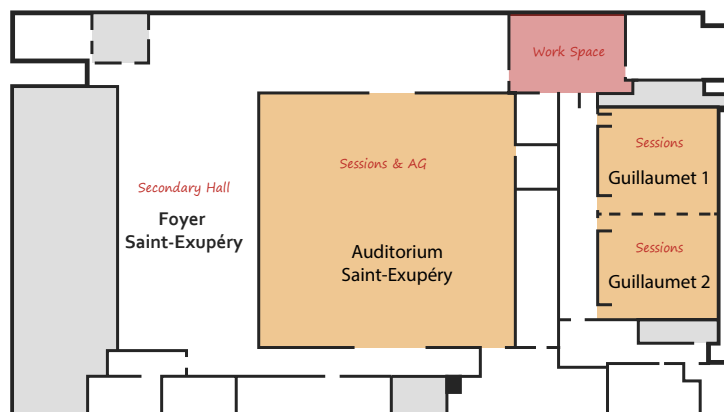 Work Space
Sessions & AG
Secondary Hall
Foyer
Saint-Exupéry
Auditorium
Saint-Exupéry
Sessions
Guillaumet 1
Sessions
Guillaumet 2